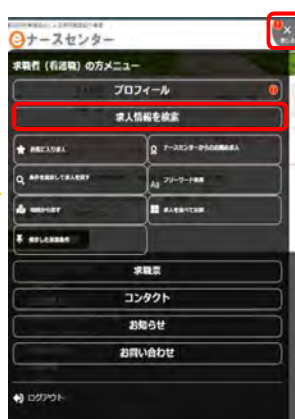 ナースセンター
求職者（看護職）の方メニュー
プロフィール
求人情報を検索
お気に入り求人
ナースセンターからのお薦め求人
条件を指定して求人を探す
フリーワード検索
地図から探す
求人を並べて比較
保存した検索条件
求職票
コンタクト
お知らせ
お問い合わせ
ログアウト